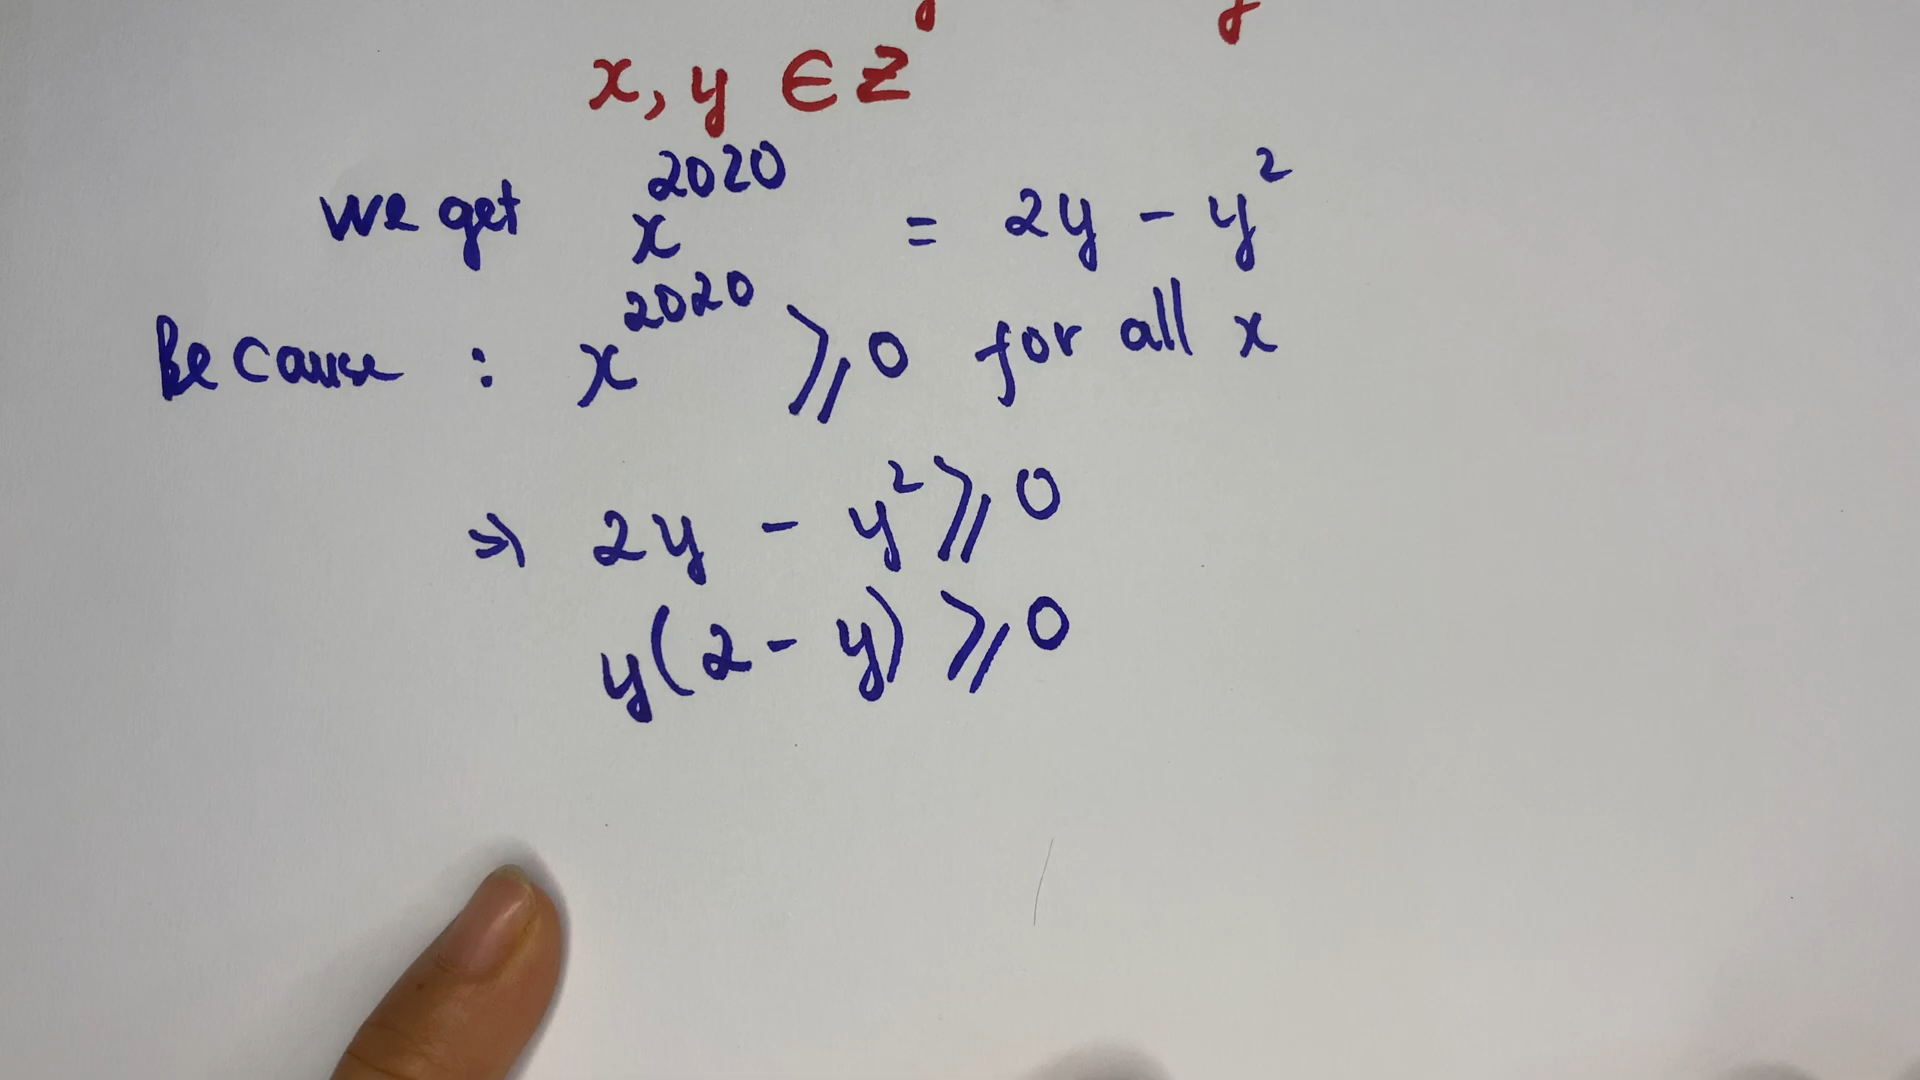 x, y ∈ Z
we get x^2020 = 2y - y^2
Because : x^2020 ⩾ 0 for all x
⇒ 2y - y^2 ⩾ 0
y(2 - y) ⩾ 0